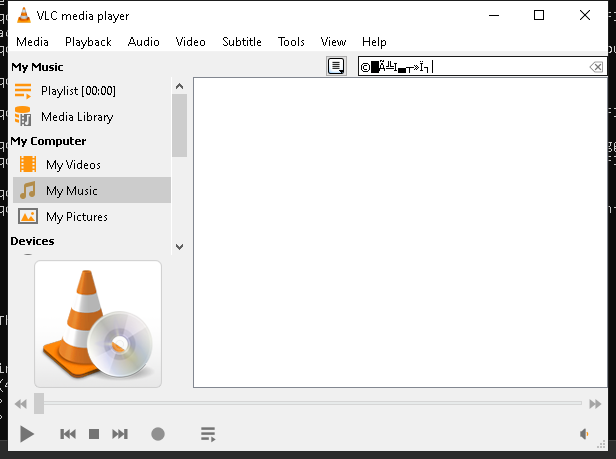 VLC media player
Media Playback Audio Video Subtitle Tools View Help
My Music
©█Ã╩I▄┬»Ï┐
Playlist [00:00]
Media Library
My Computer
My Videos
My Music
My Pictures
Devices